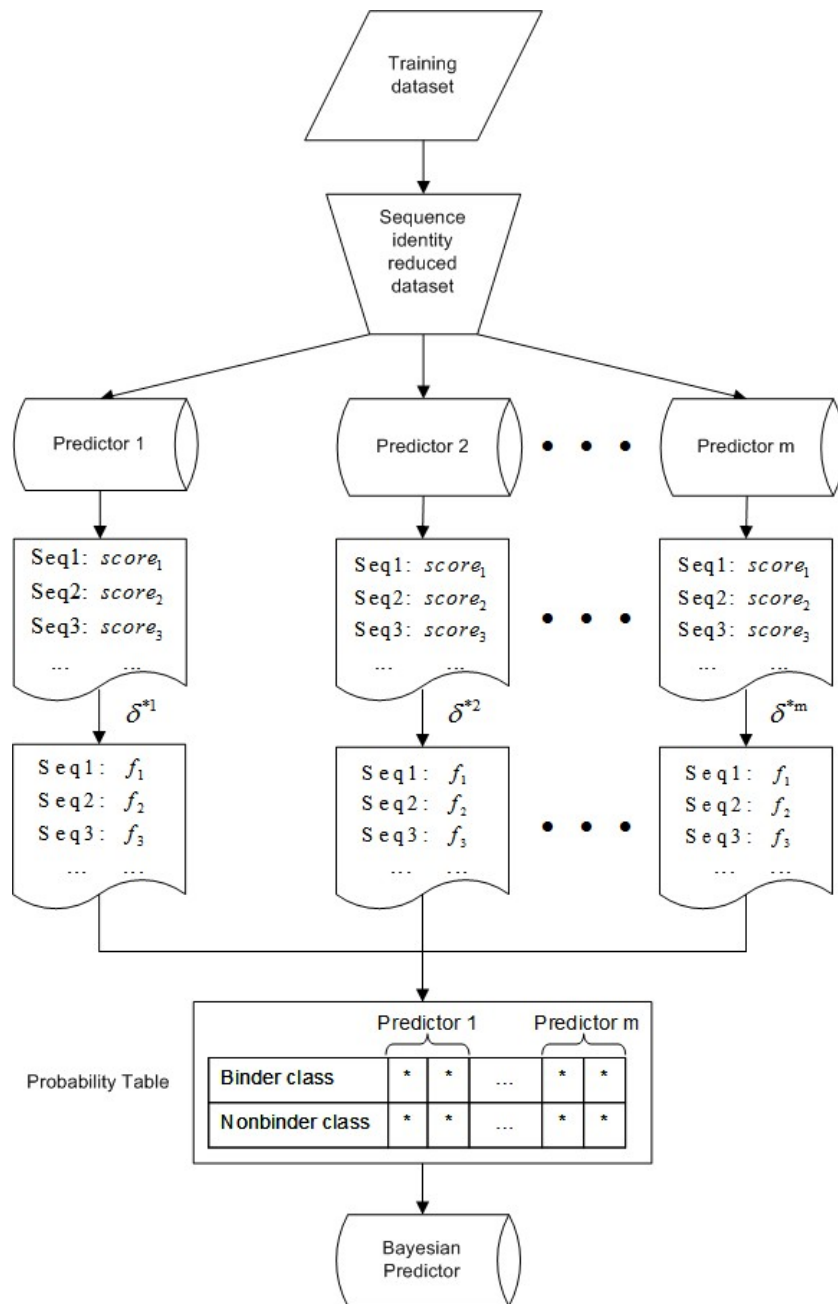 Training
dataset
Sequence
identity
reduced
dataset
Predictor 1
Predictor 2
• • •
Predictor m
Seq1: score₁
Seq2: score₂
Seq3: score₃
... ...
Seq1: score₁
Seq2: score₂
Seq3: score₃
... ...
• • •
Seq1: score₁
Seq2: score₂
Seq3: score₃
... ...
δ*1
δ*2
δ*m
Seq1: f₁
Seq2: f₂
Seq3: f₃
... ...
Seq1: f₁
Seq2: f₂
Seq3: f₃
... ...
• • •
Seq1: f₁
Seq2: f₂
Seq3: f₃
... ...
Probability Table
Predictor 1 Predictor m
Binder class * * ... * *
Nonbinder class * * ... * *
Bayesian
Predictor